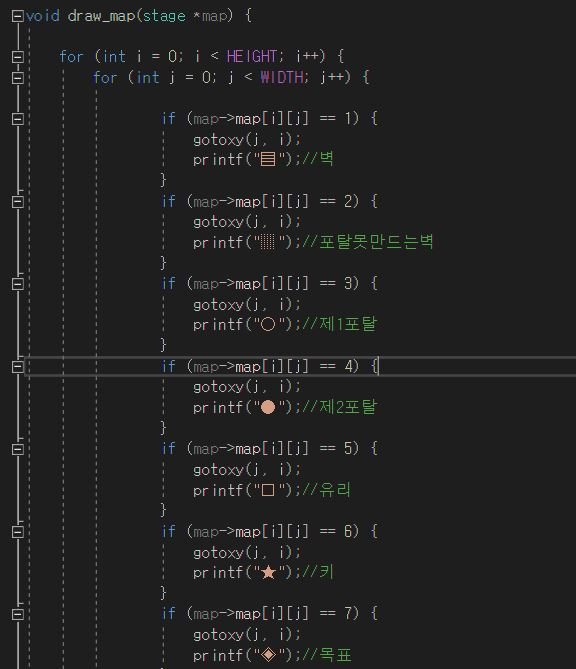 void draw_map(stage *map) {
for (int i = 0; i < HEIGHT; i++) {
for (int j = 0; j < WIDTH; j++) {
if (map->map[i][j] == 1) {
gotoxy(j, i);
printf("▤");//벽
}
if (map->map[i][j] == 2) {
gotoxy(j, i);
printf("▒");//포탈못만드는벽
}
if (map->map[i][j] == 3) {
gotoxy(j, i);
printf("○");//제1포탈
}
if (map->map[i][j] == 4) {
gotoxy(j, i);
printf("●");//제2포탈
}
if (map->map[i][j] == 5) {
gotoxy(j, i);
printf("□");//유리
}
if (map->map[i][j] == 6) {
gotoxy(j, i);
printf("★");//키
}
if (map->map[i][j] == 7) {
gotoxy(j, i);
printf("◈");//목표